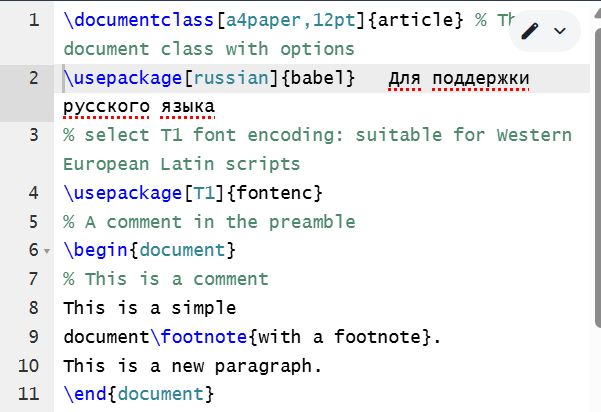 1 \documentclass[a4paper,12pt]{article} % Th
document class with options
2 \usepackage[russian]{babel}   Для поддержки
русского языка
3 % select T1 font encoding: suitable for Western
European Latin scripts
4 \usepackage[T1]{fontenc}
5 % A comment in the preamble
6 \begin{document}
7 % This is a comment
8 This is a simple
9 document\footnote{with a footnote}.
10 This is a new paragraph.
11 \end{document}